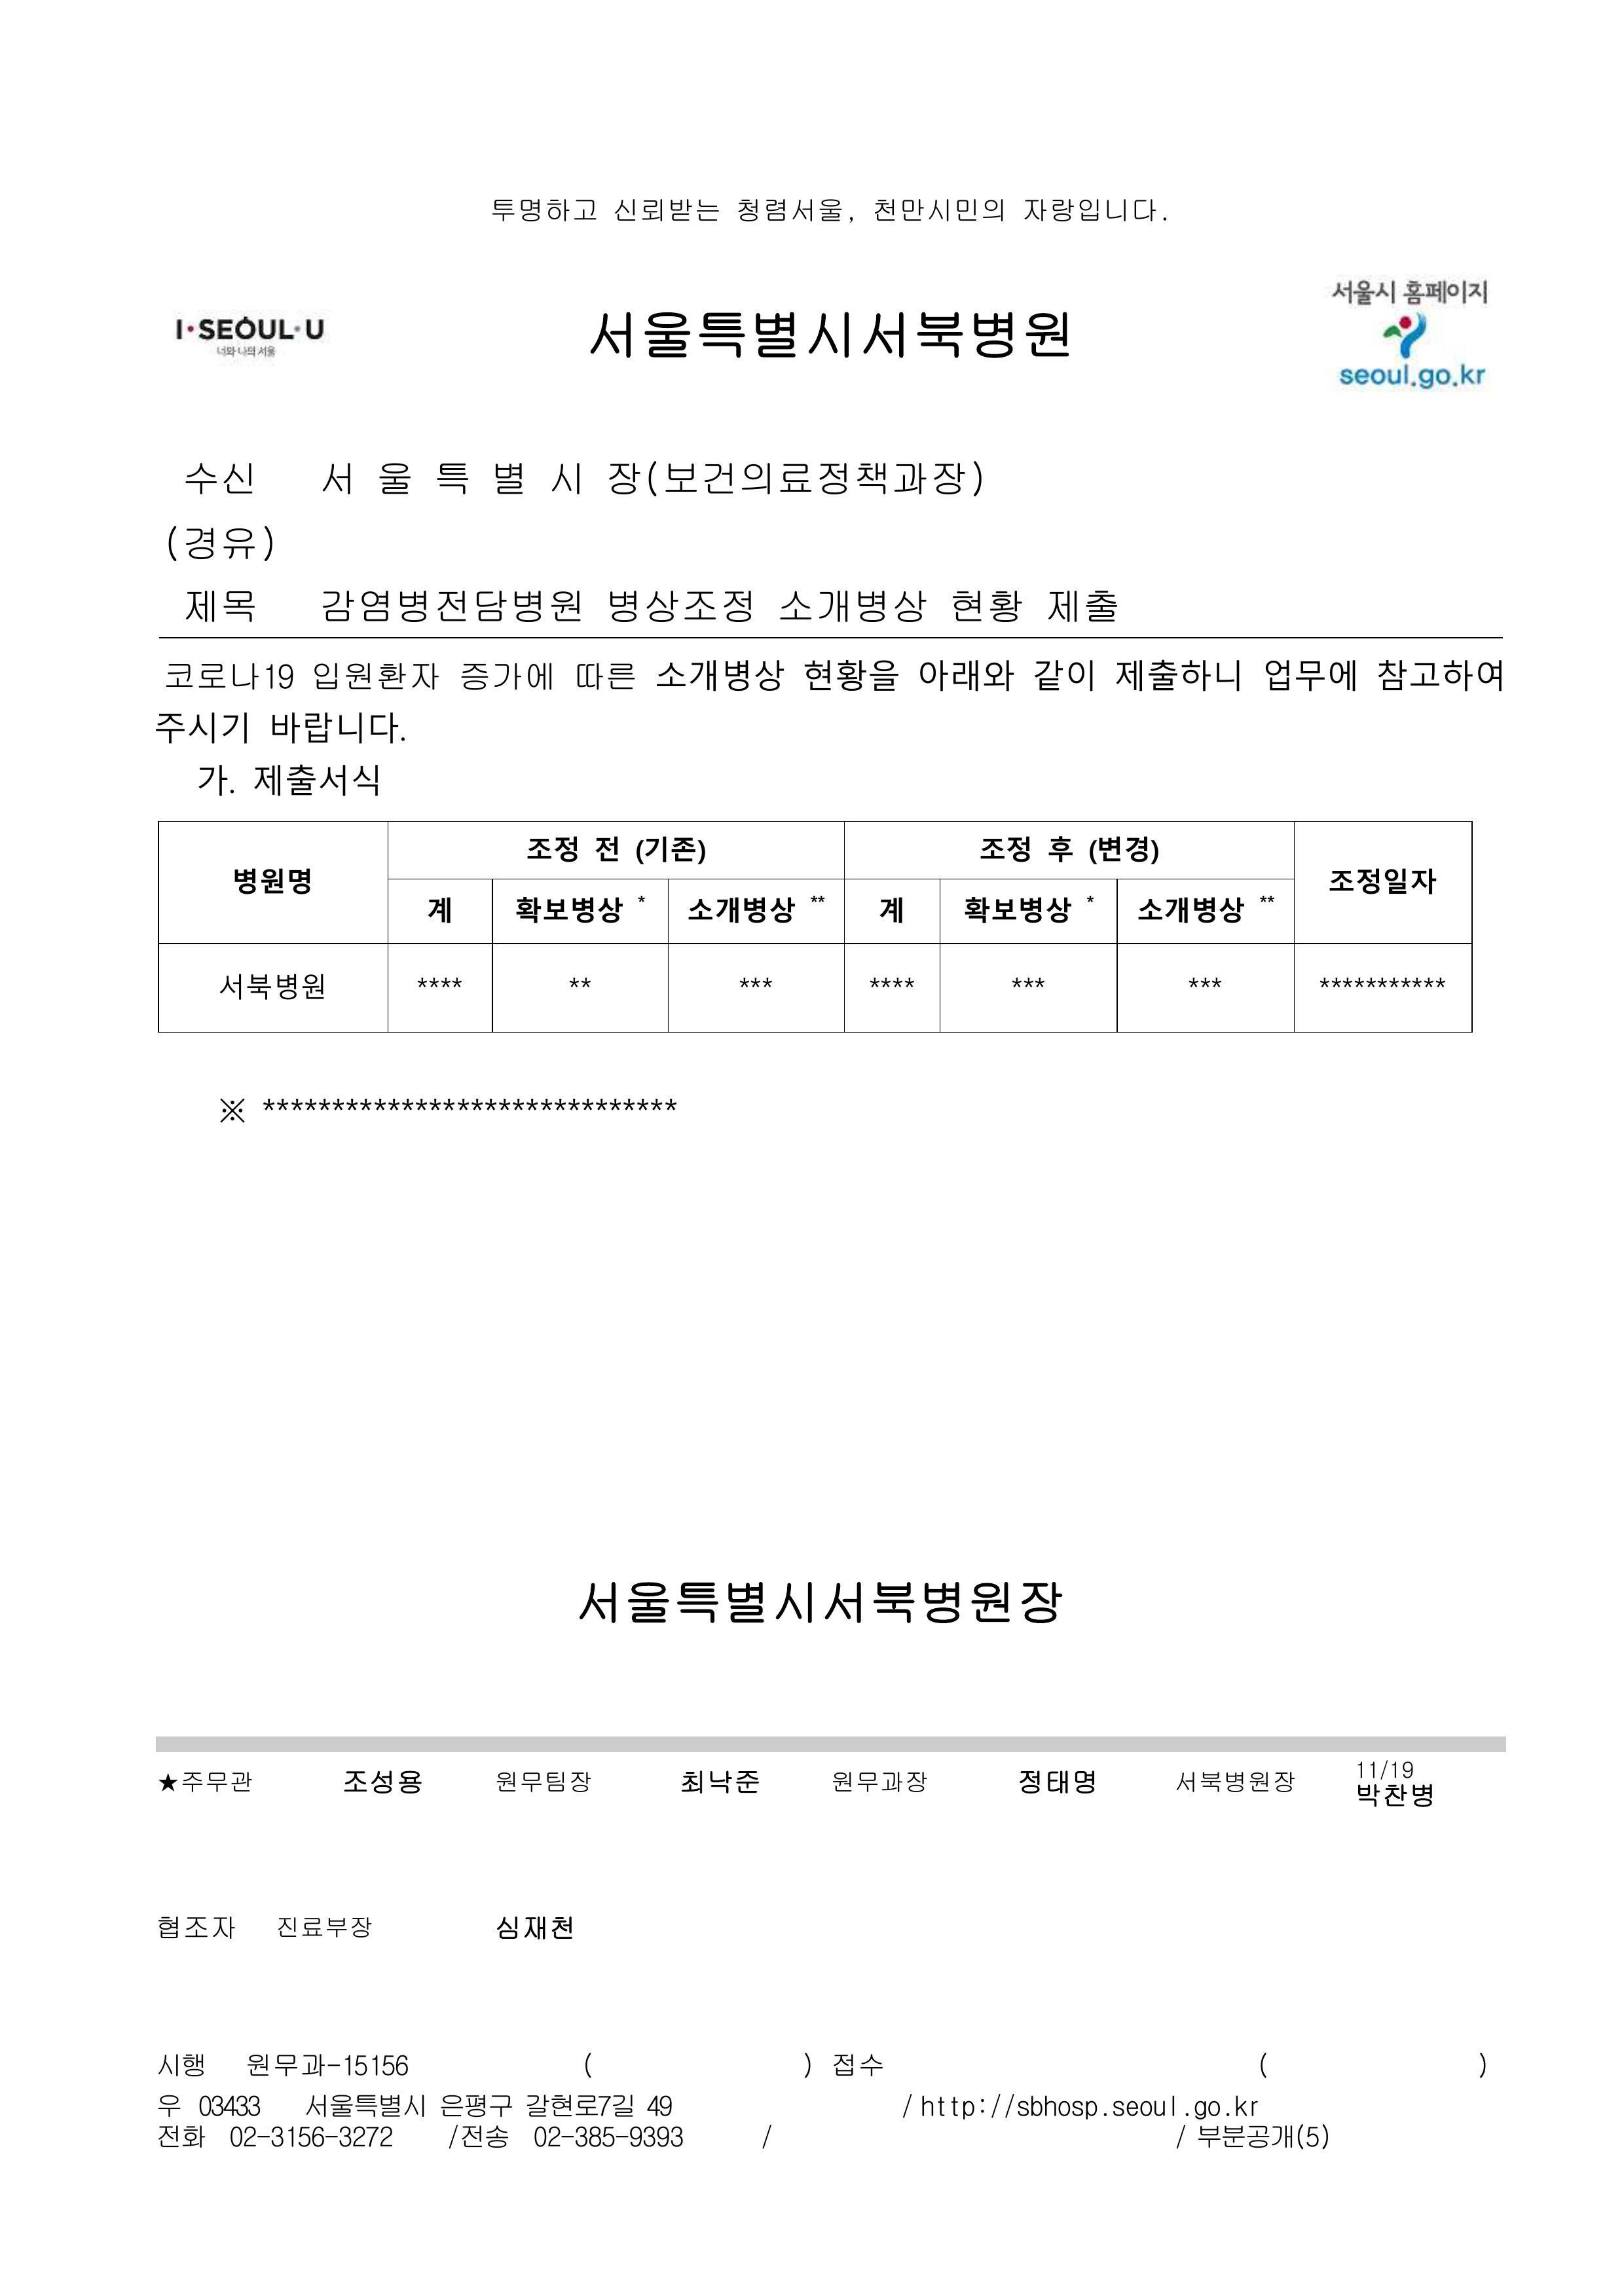 투명하고 신뢰받는 청렴서울, 천만시민의 자랑입니다.
I·SEOUL·U
너와 나의 서울
서울특별시서북병원
서울시 홈페이지
seoul.go.kr
수신 서 울 특 별 시 장(보건의료정책과장)
(경유)
제목 감염병전담병원 병상조정 소개병상 현황 제출
코로나19 입원환자 증가에 따른 소개병상 현황을 아래와 같이 제출하니 업무에 참고하여
주시기 바랍니다.
가. 제출서식
병원명 조정 전 (기존) 조정 후 (변경) 조정일자
계 확보병상 * 소개병상 ** 계 확보병상 * 소개병상 **
서북병원 **** ** *** **** *** *** ***********
※ ******************************
서울특별시서북병원장
★주무관 조성용 원무팀장 최낙준 원무과장 정태명 서북병원장 11/19
박찬병
협조자 진료부장 심재천
시행 원무과-15156 ( ) 접수 ( )
우 03433 서울특별시 은평구 갈현로7길 49 / http://sbhosp.seoul.go.kr
전화 02-3156-3272 /전송 02-385-9393 / / 부분공개(5)